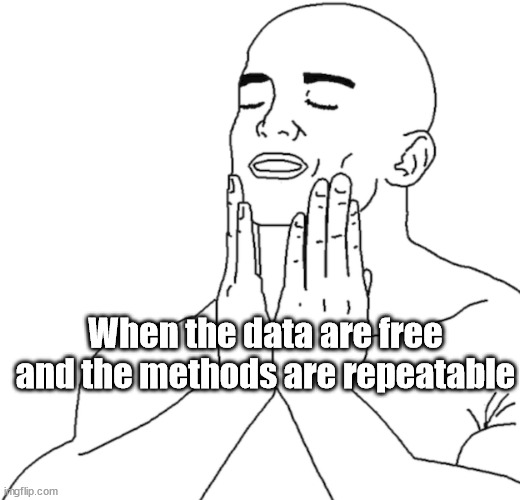 When the data are free
and the methods are repeatable
imgflip.com